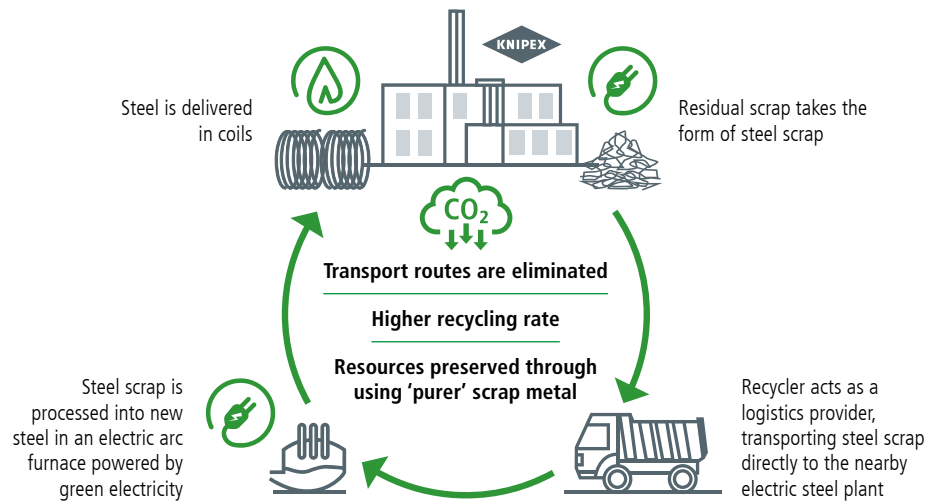 KNIPEX
Steel is delivered
in coils
Residual scrap takes the
form of steel scrap
CO₂
Transport routes are eliminated
Higher recycling rate
Resources preserved through
using ‘purer’ scrap metal
Recycler acts as a
logistics provider,
transporting steel scrap
directly to the nearby
electric steel plant
Steel scrap is
processed into new
steel in an electric arc
furnace powered by
green electricity